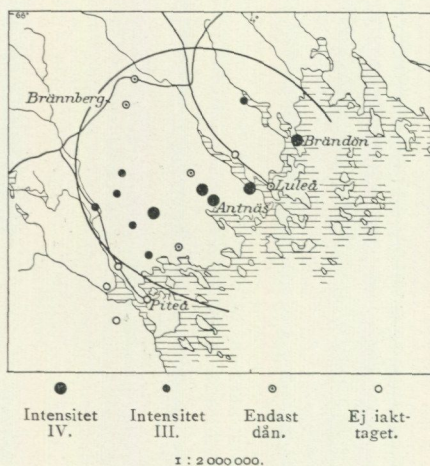 66°
4°
Brännberg.
Brändön
Luleå
Antnäs
Piteå
Intensitet IV.
Intensitet III.
Endast dån.
Ej iakt-taget.
1 : 2 000 000.